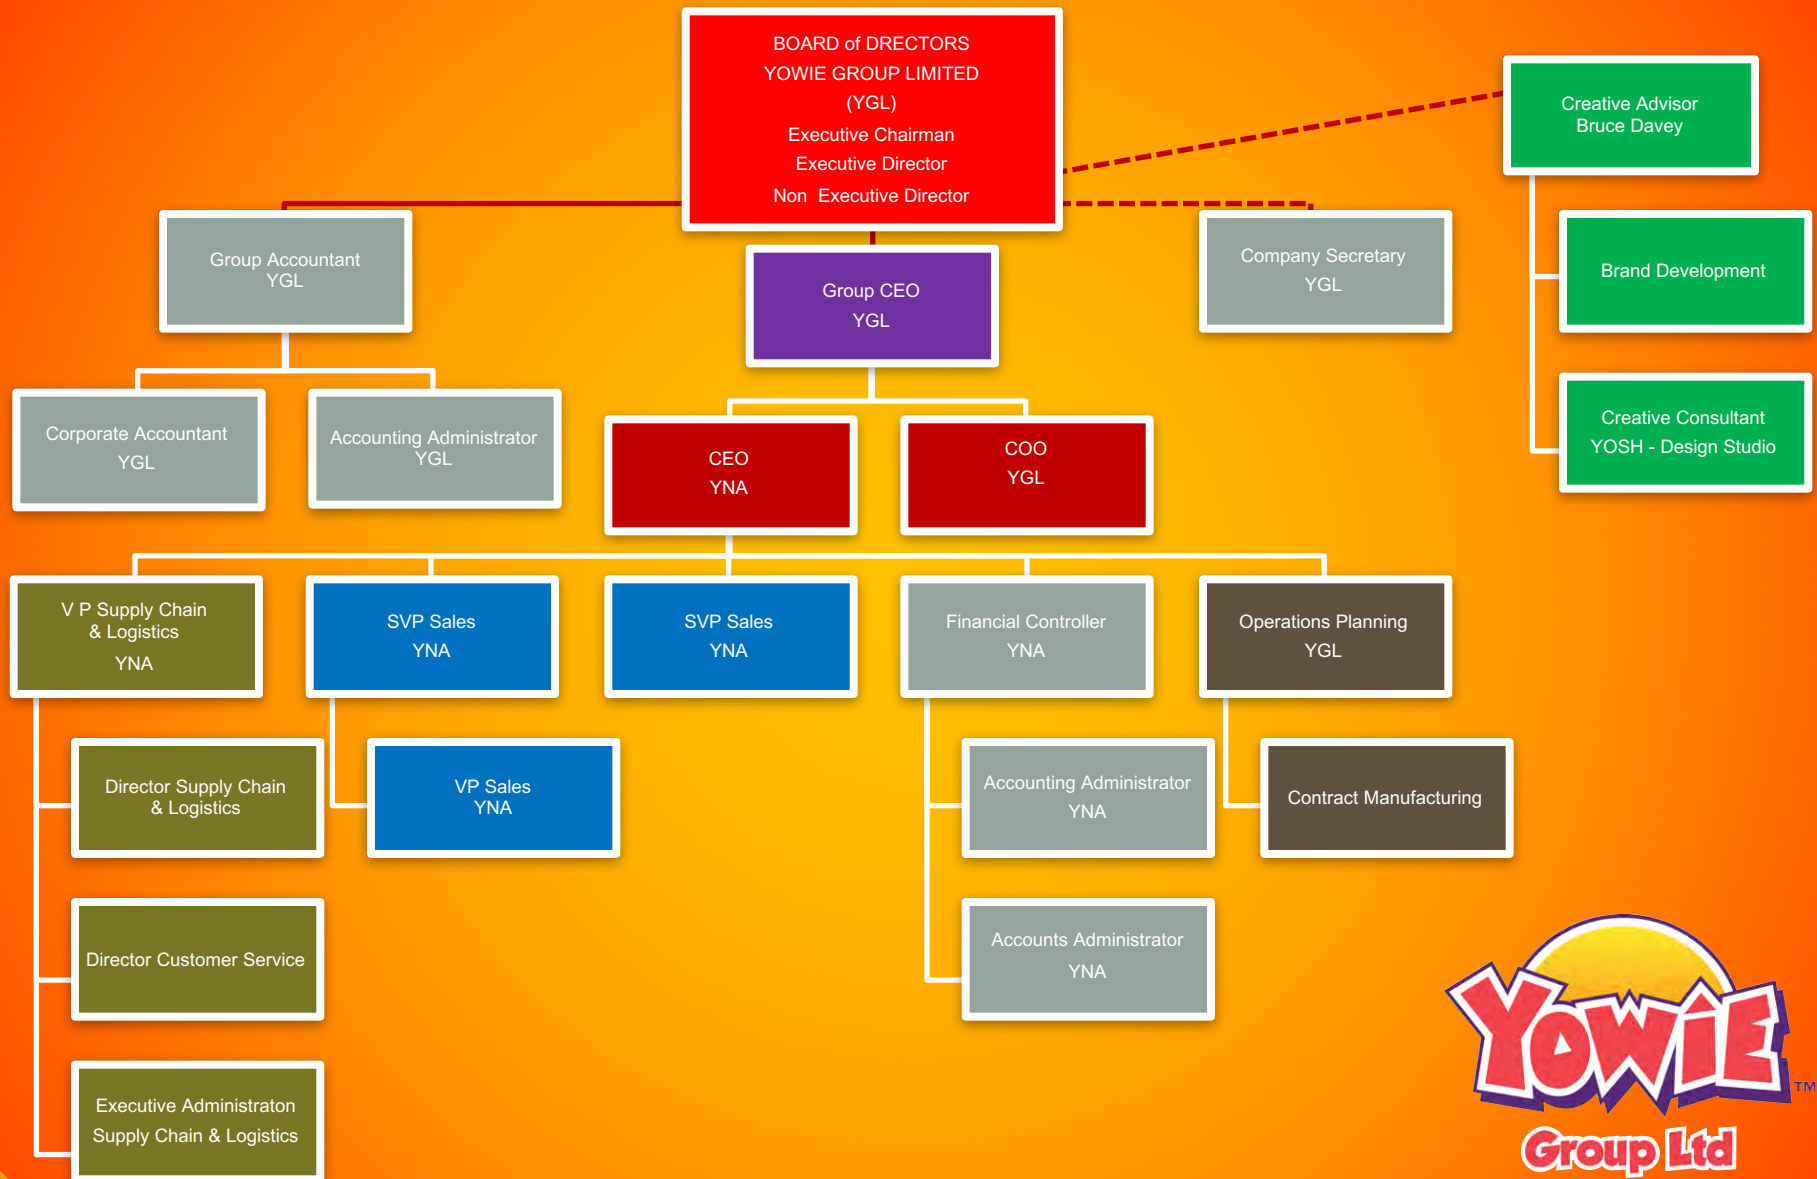 BOARD of DRECTORS
YOWIE GROUP LIMITED
(YGL)
Executive Chairman
Executive Director
Non Executive Director
Creative Advisor
Bruce Davey
Group Accountant
YGL
Group CEO
YGL
Company Secretary
YGL
Brand Development
Corporate Accountant
YGL
Accounting Administrator
YGL
CEO
YNA
COO
YGL
Creative Consultant
YOSH - Design Studio
V P Supply Chain
& Logistics
YNA
SVP Sales
YNA
SVP Sales
YNA
Financial Controller
YNA
Operations Planning
YGL
Director Supply Chain
& Logistics
VP Sales
YNA
Accounting Administrator
YNA
Contract Manufacturing
Director Customer Service
Accounts Administrator
YNA
Executive Administraton
Supply Chain & Logistics
YOWiE
TM
Group Ltd